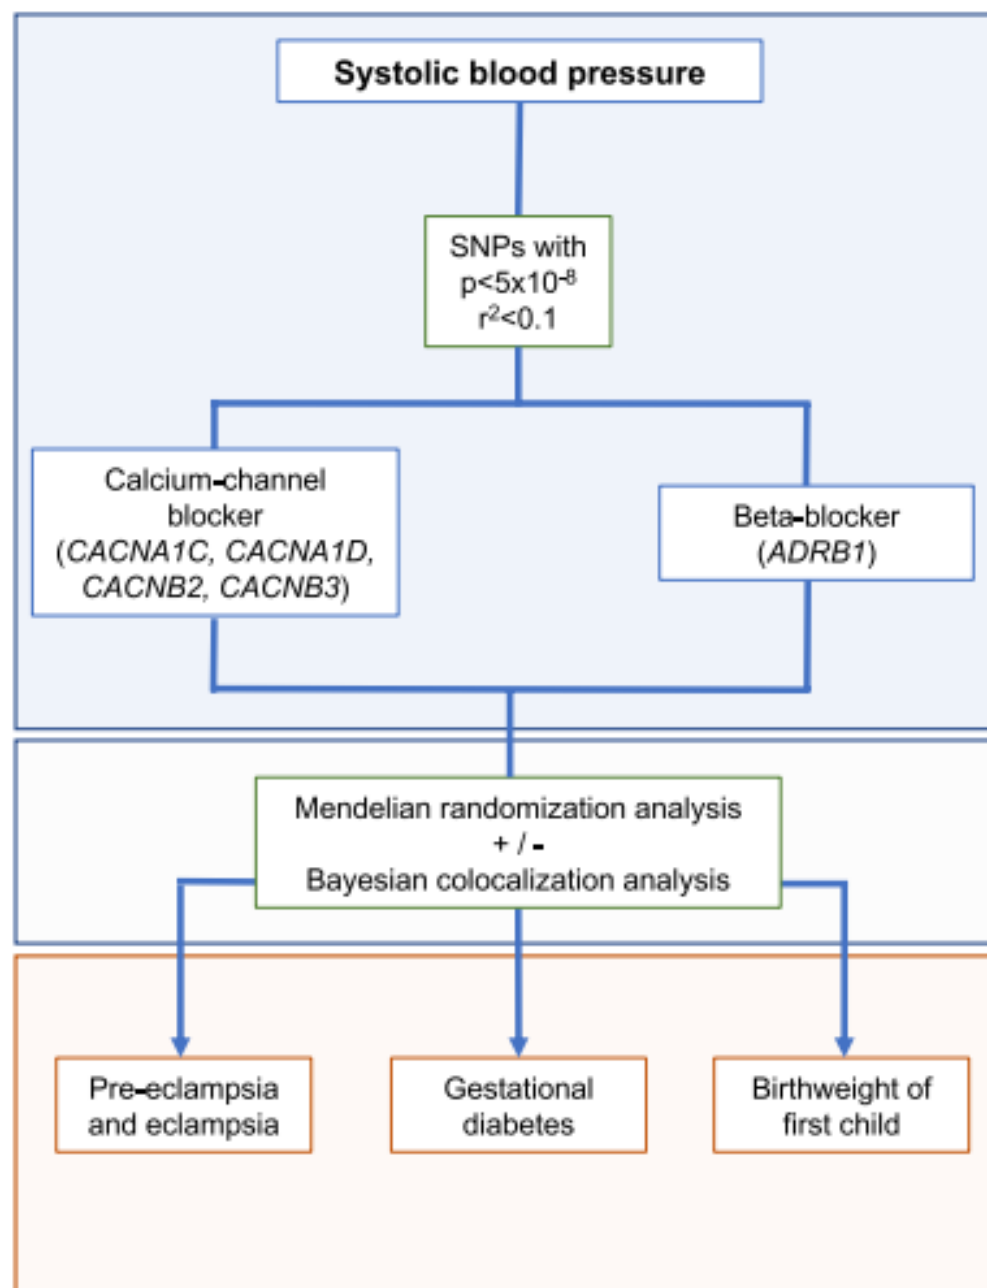 Systolic blood pressure
SNPs with
p<5x10⁻⁸
r²<0.1
Calcium-channel
blocker
(CACNA1C, CACNA1D,
CACNB2, CACNB3)
Beta-blocker
(ADRB1)
Mendelian randomization analysis
+ / -
Bayesian colocalization analysis
Pre-eclampsia
and eclampsia
Gestational
diabetes
Birthweight of
first child